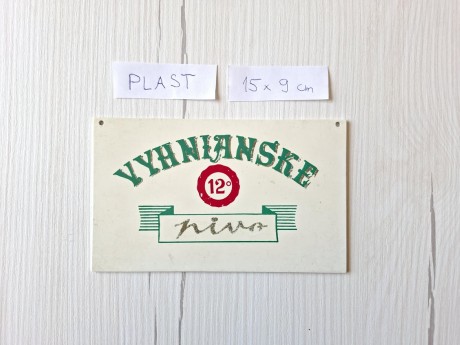 PLAST
15 x 9 cm
VYHNIANSKE
12°
pivo